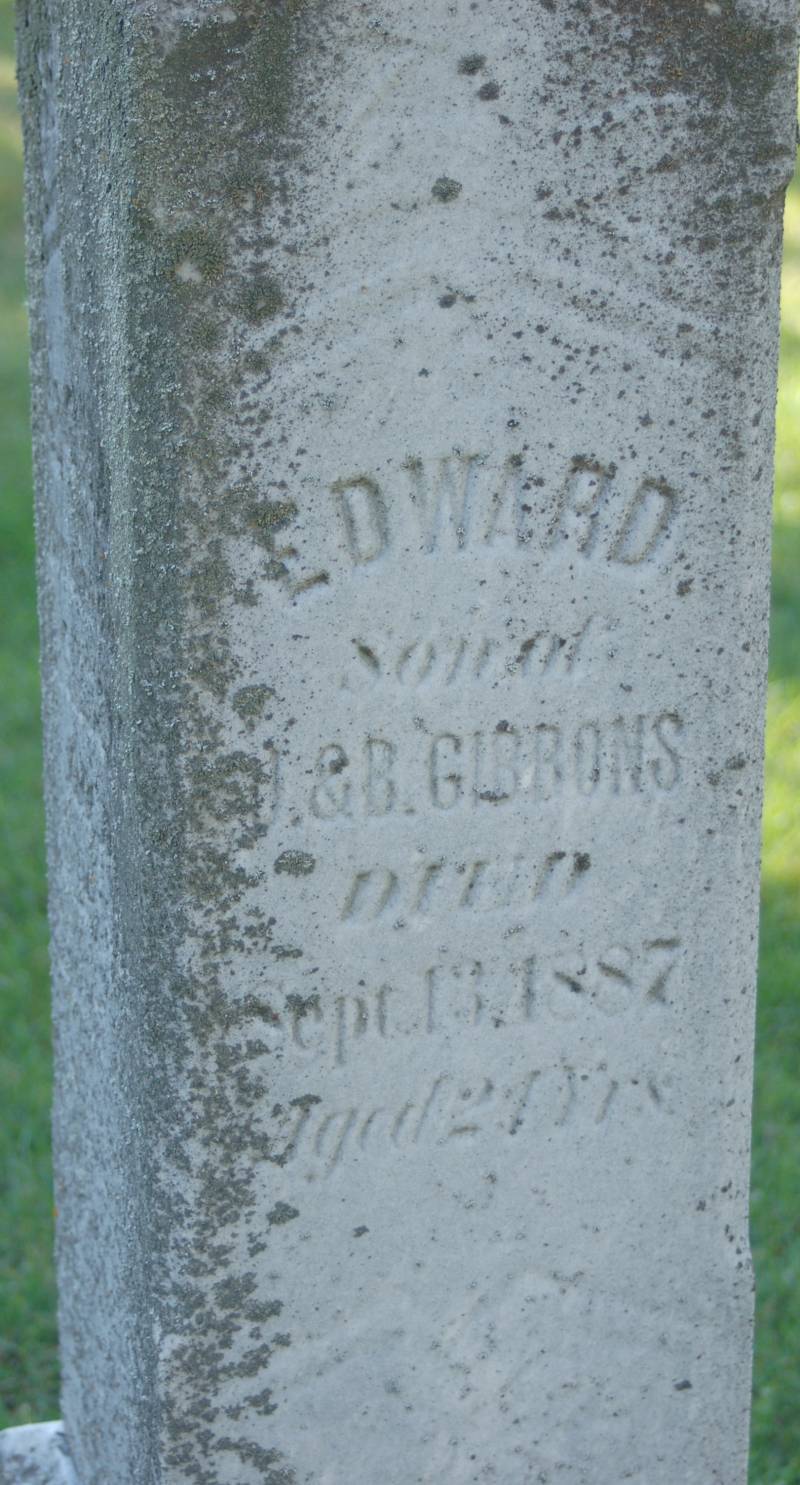 EDWARD
Son of
J. & B. GIBBONS
DIED
Sept. 13, 1887
Aged 24 Yrs